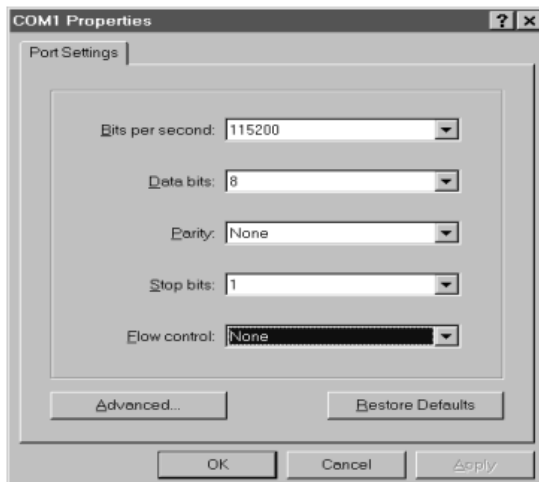 COM1 Properties
Port Settings
Bits per second: 115200
Data bits: 8
Parity: None
Stop bits: 1
Flow control: None
Advanced...
Restore Defaults
OK
Cancel
Apply